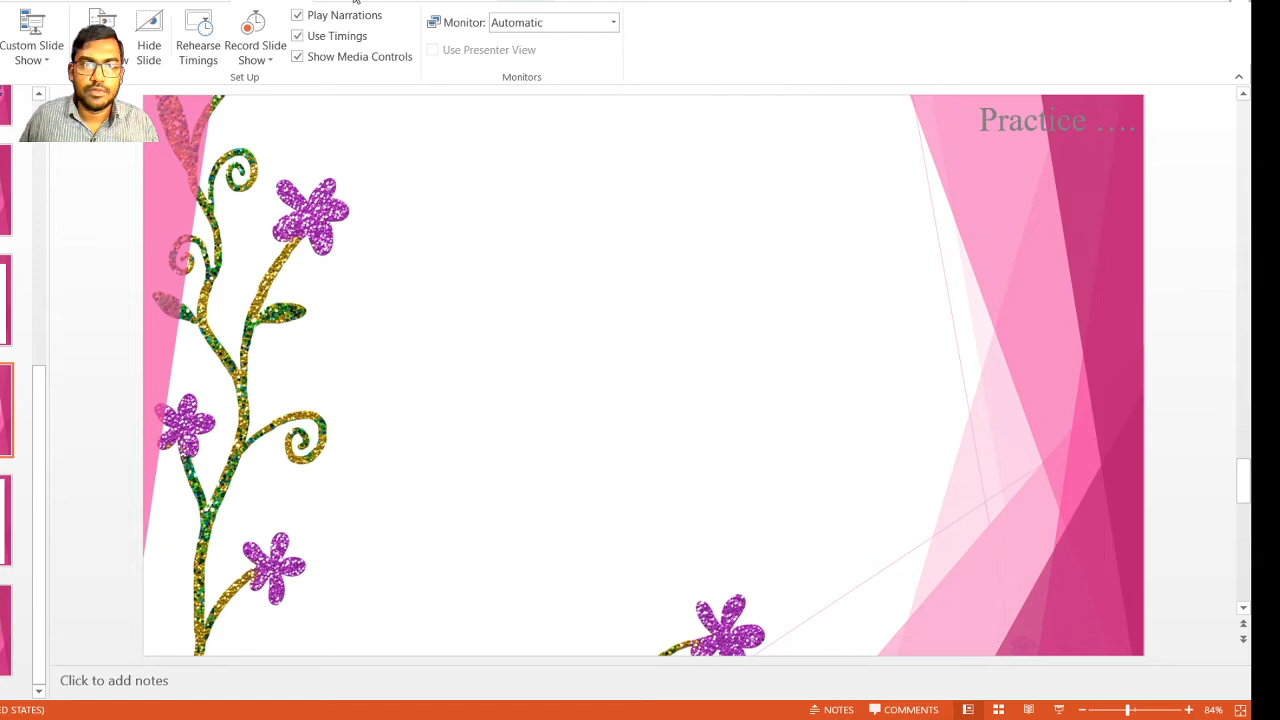 Custom Slide
Show
Hide
Slide
Rehearse
Timings
Record Slide
Show
Play Narrations
Use Timings
Show Media Controls
Set Up
Monitor: Automatic
Use Presenter View
Monitors
Practice ....
Click to add notes
ED STATES)
NOTES
COMMENTS
84%